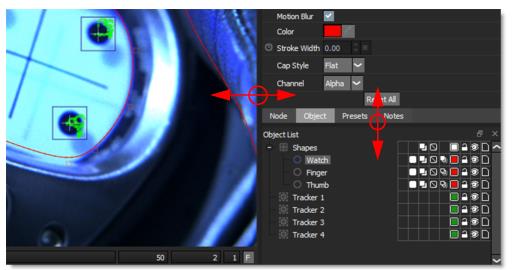 Motion Blur
Color
Stroke Width 0.00
Cap Style Flat
Channel Alpha
Reset All
Node Object Presets Notes
Object List
Shapes
Watch
Finger
Thumb
Tracker 1
Tracker 2
Tracker 3
Tracker 4
50 2 1 F